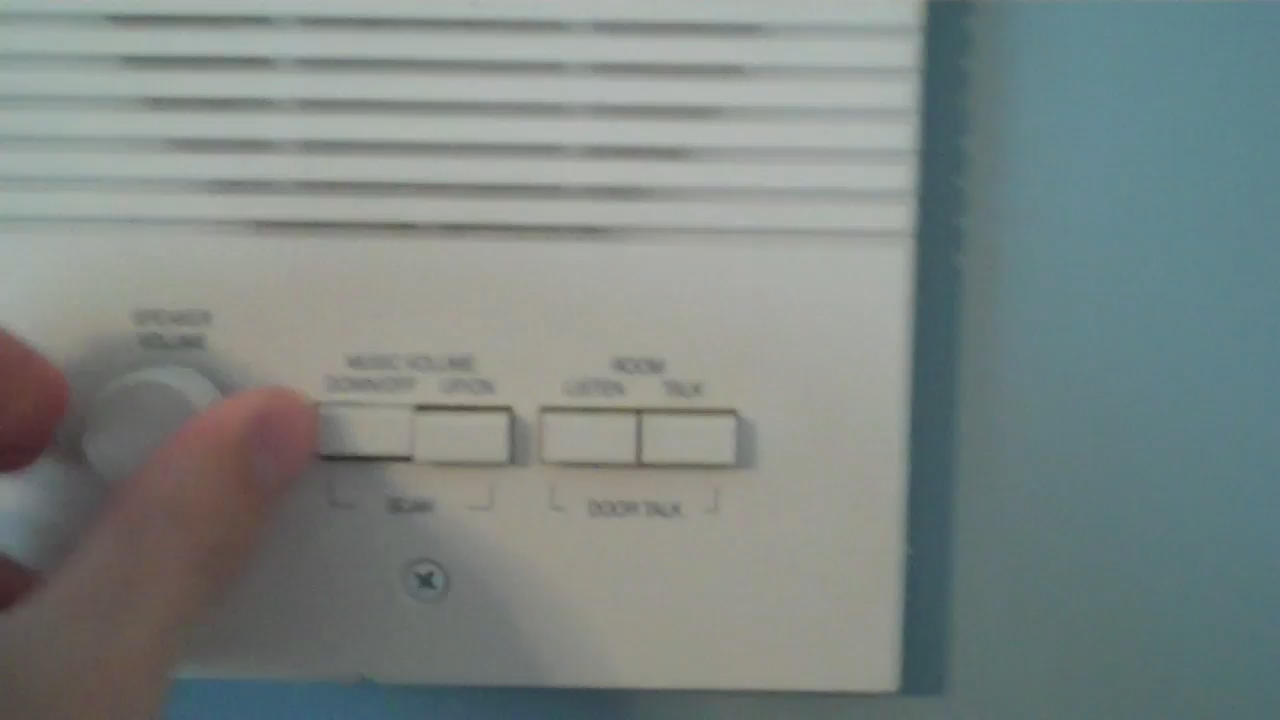 SPEAKER
VOLUME
MUSIC VOLUME
DOWN/OFF UP/ON
ROOM
LISTEN TALK
SCAN
DOOR TALK